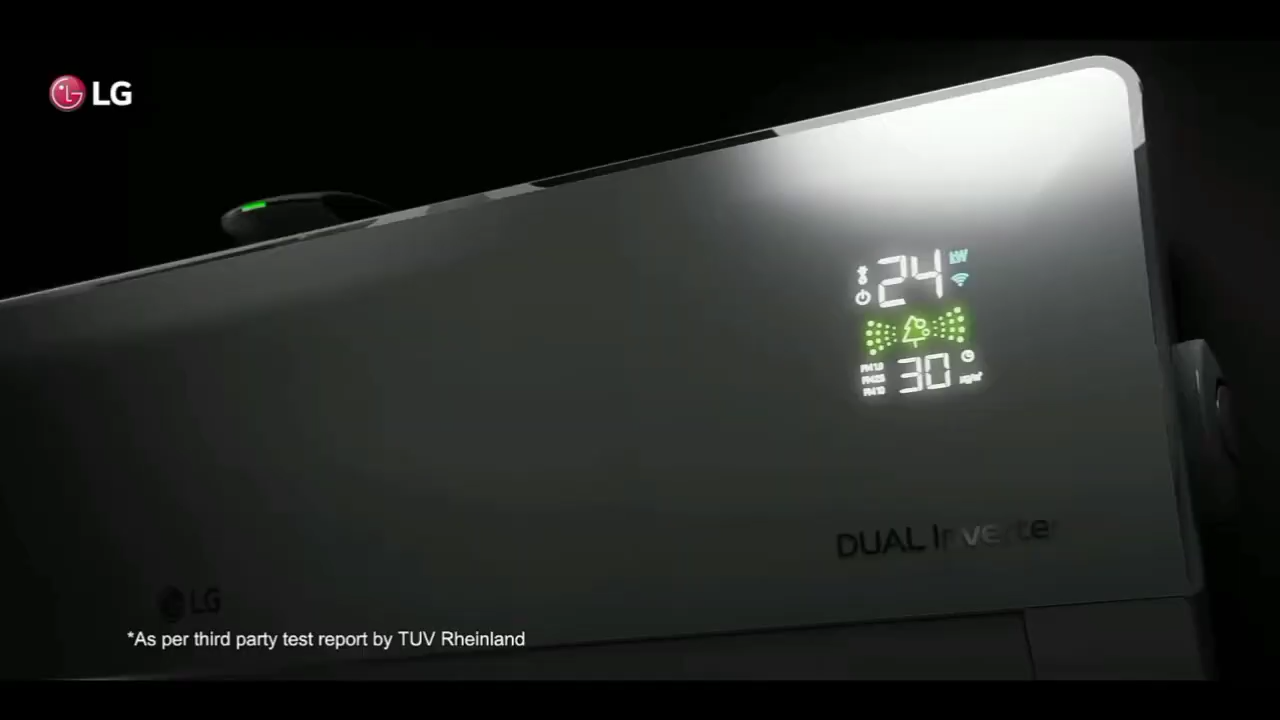 LG
24 kW
PM1.0
PM2.5
PM10
30
µg/m³
DUAL Inverter
LG
*As per third party test report by TUV Rheinland